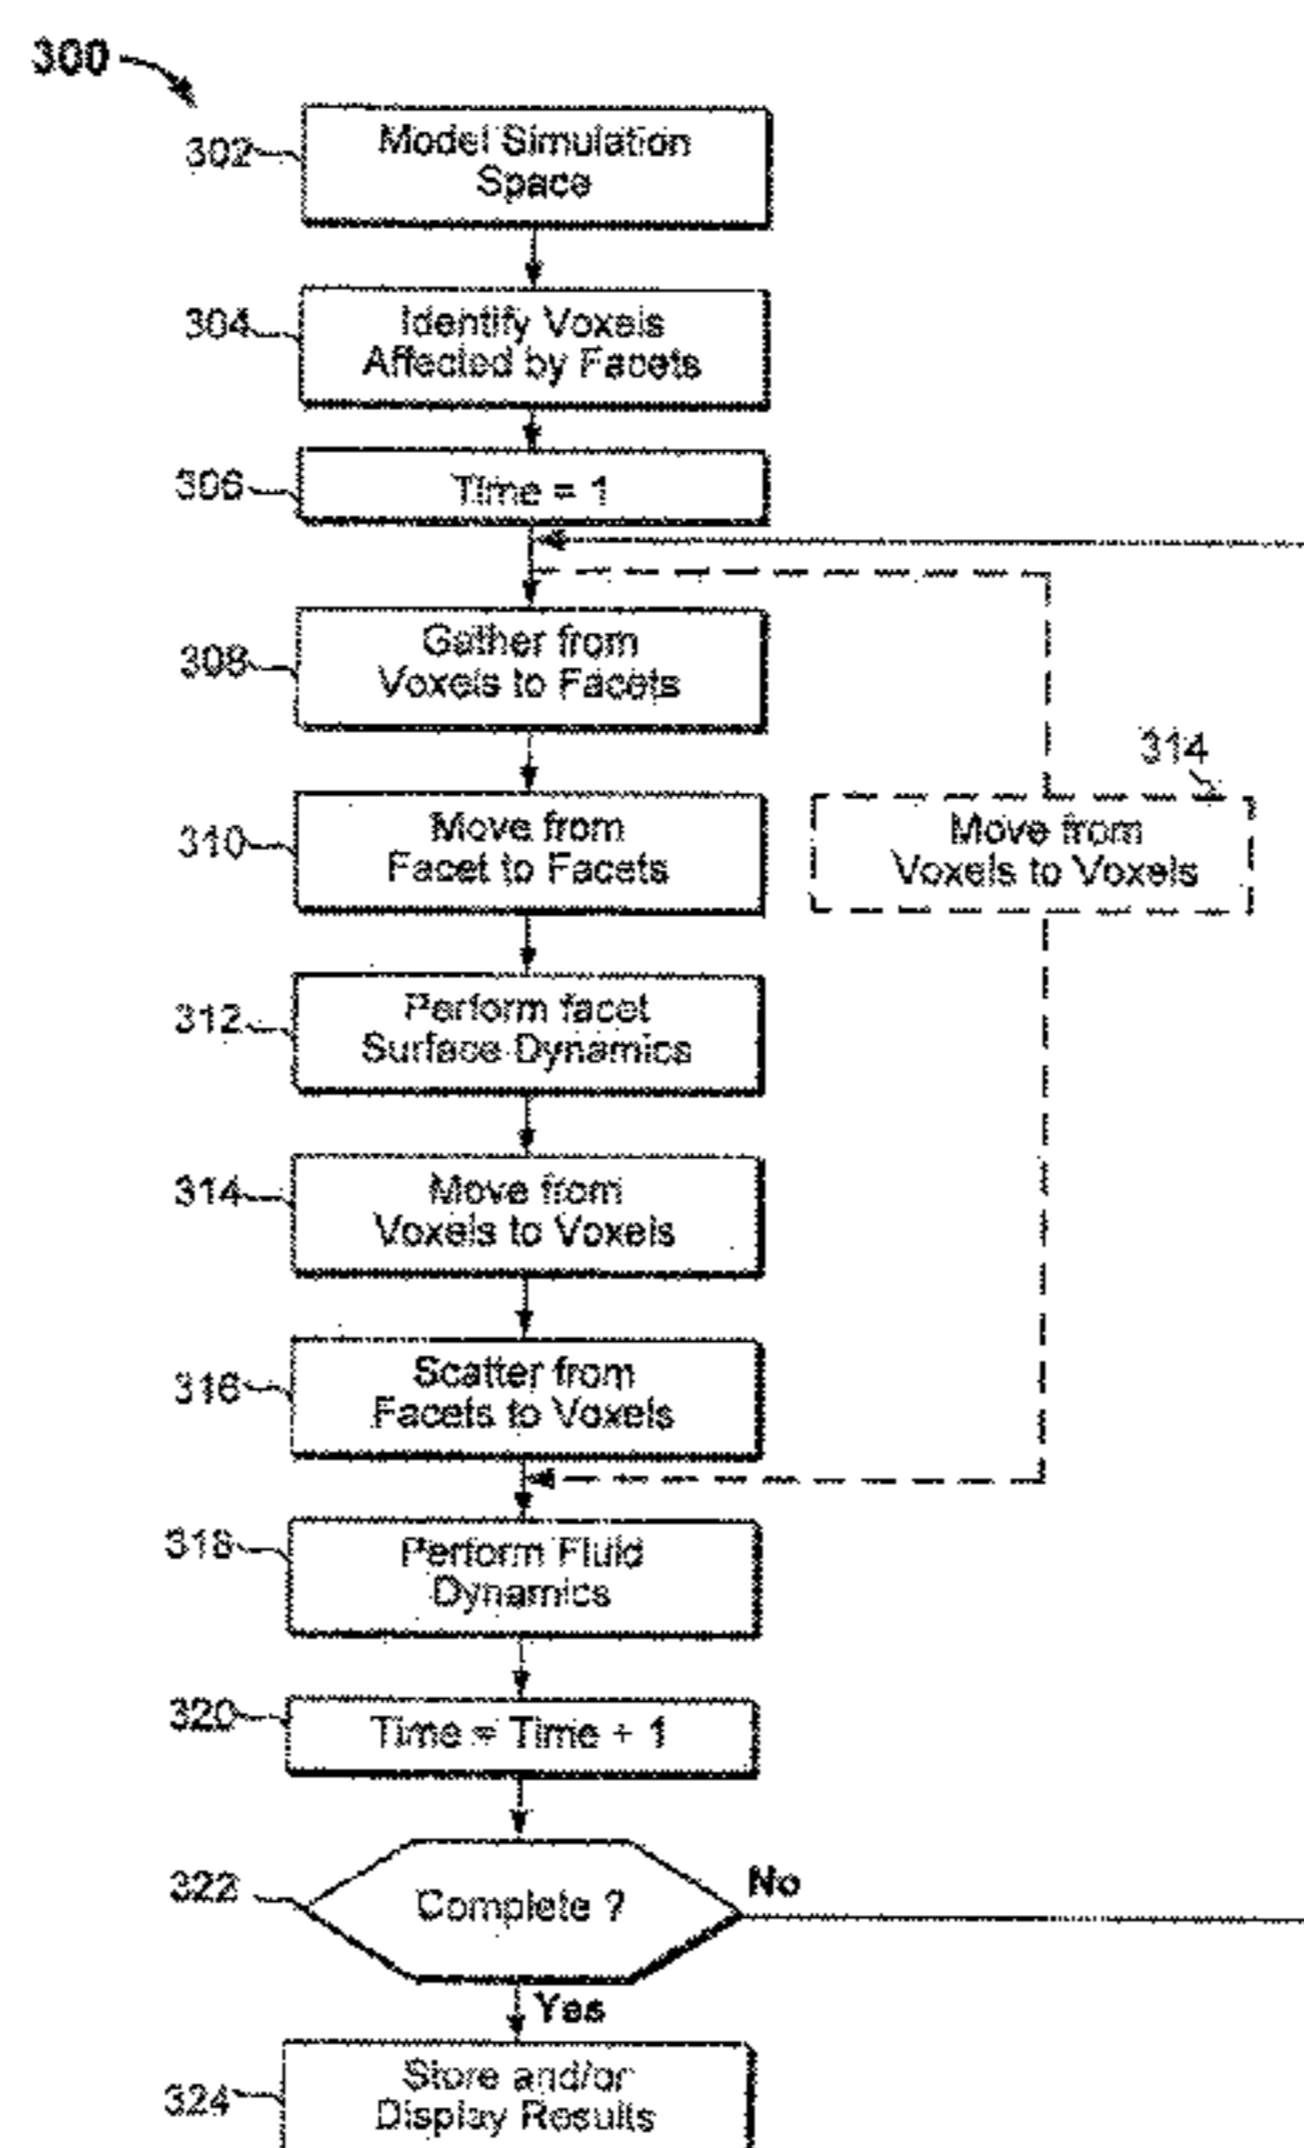 300
302
Model Simulation
Space
304
Identify Voxels
Affected by Facets
306
Time = 1
308
Gather from
Voxels to Facets
310
Move from
Facet to Facets
314
Move from
Voxels to Voxels
312
Perform facet
Surface Dynamics
314
Move from
Voxels to Voxels
316
Scatter from
Facets to Voxels
318
Perform Fluid
Dynamics
320
Time = Time + 1
322
Complete ?
No
Yes
324
Store and/or
Display Results